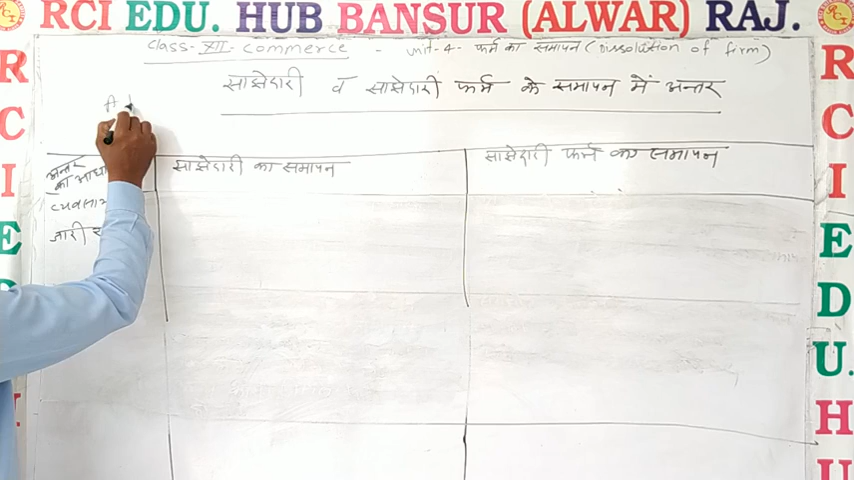 RCI EDU. HUB BANSUR (ALWAR) RAJ.
Class-XII-Commerce - Unit-4- फर्म का समापन (Dissolution of firm)
साझेदारी व साझेदारी फर्म के समापन में अन्तर
A
अन्तर का आधा
साझेदारी का समापन
साझेदारी फर्म का समापन
व्यवसाय
जारी र
R
C
I
E
R
C
I
E
D
U.
H
U